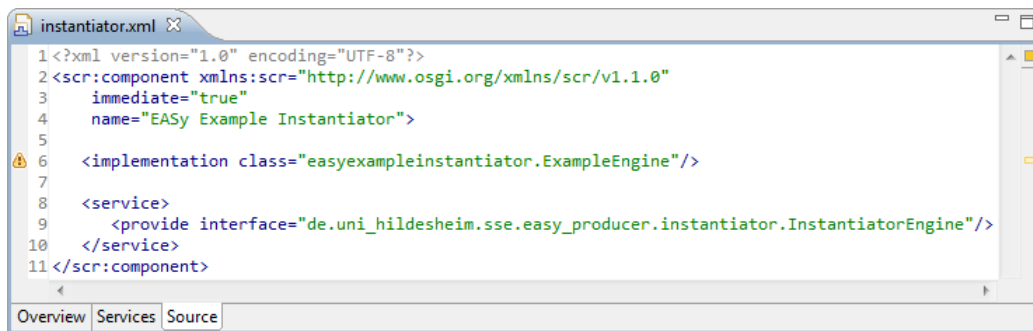 instantiator.xml
1 <?xml version="1.0" encoding="UTF-8"?>
2 <scr:component xmlns:scr="http://www.osgi.org/xmlns/scr/v1.1.0"
3     immediate="true"
4     name="EASy Example Instantiator">
5
6    <implementation class="easyexampleinstantiator.ExampleEngine"/>
7
8    <service>
9       <provide interface="de.uni_hildesheim.sse.easy_producer.instantiator.InstantiatorEngine"/>
10    </service>
11 </scr:component>
Overview Services Source